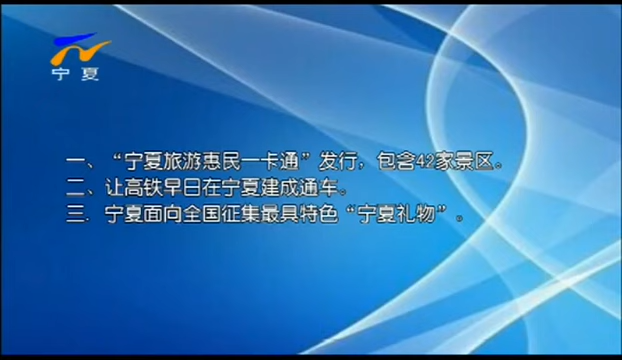 宁夏
一、“宁夏旅游惠民一卡通”发行，包含42家景区。
二、让高铁早日在宁夏建成通车。
三. 宁夏面向全国征集最具特色“宁夏礼物”。